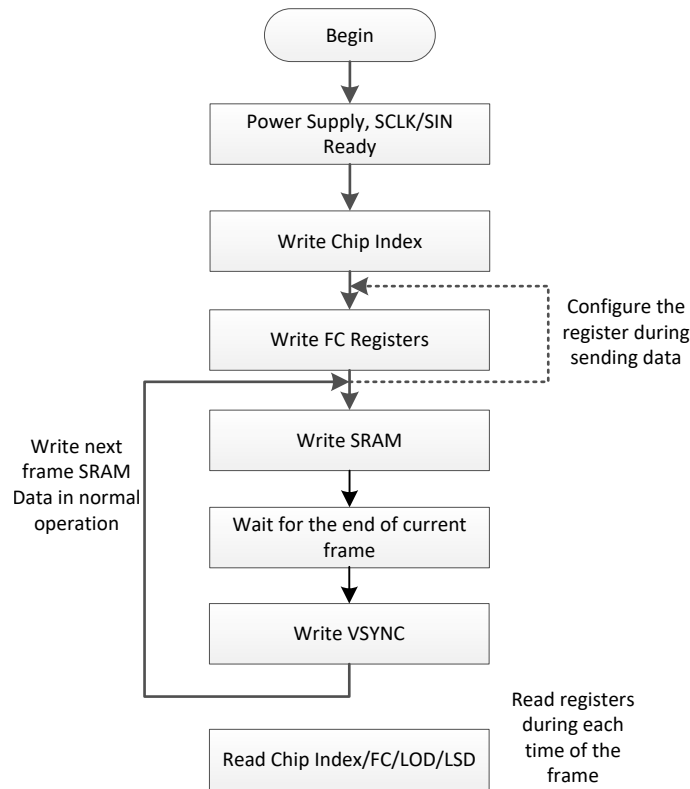 Begin
Power Supply, SCLK/SIN
Ready
Write Chip Index
Configure the
register during
sending data
Write FC Registers
Write next
frame SRAM
Data in normal
operation
Write SRAM
Wait for the end of current
frame
Write VSYNC
Read registers
during each
time of the
frame
Read Chip Index/FC/LOD/LSD